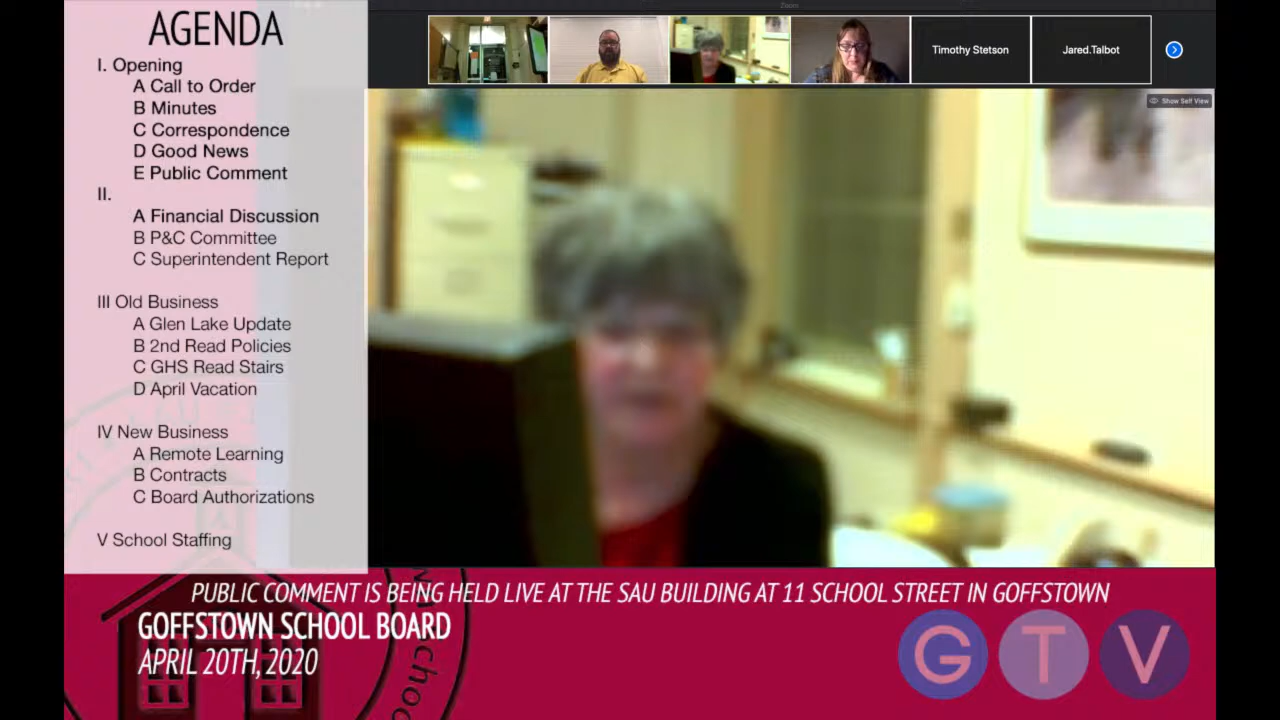 AGENDA
I. Opening
A Call to Order
B Minutes
C Correspondence
D Good News
E Public Comment
II.
A Financial Discussion
B P&C Committee
C Superintendent Report
III Old Business
A Glen Lake Update
B 2nd Read Policies
C GHS Read Stairs
D April Vacation
IV New Business
A Remote Learning
B Contracts
C Board Authorizations
V School Staffing
Zoom
Timothy Stetson
Jared.Talbot
Show Self View
PUBLIC COMMENT IS BEING HELD LIVE AT THE SAU BUILDING AT 11 SCHOOL STREET IN GOFFSTOWN
GOFFSTOWN SCHOOL BOARD
APRIL 20TH, 2020
G T V